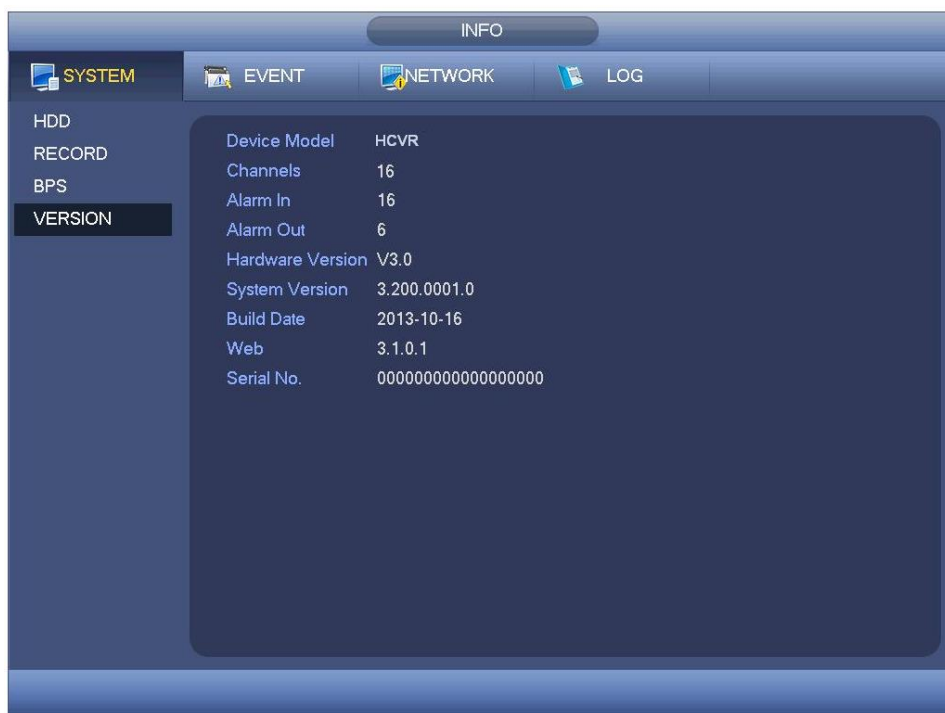 INFO
SYSTEM EVENT NETWORK LOG
HDD
RECORD
BPS
VERSION
Device Model HCVR
Channels 16
Alarm In 16
Alarm Out 6
Hardware Version V3.0
System Version 3.200.0001.0
Build Date 2013-10-16
Web 3.1.0.1
Serial No. 000000000000000000